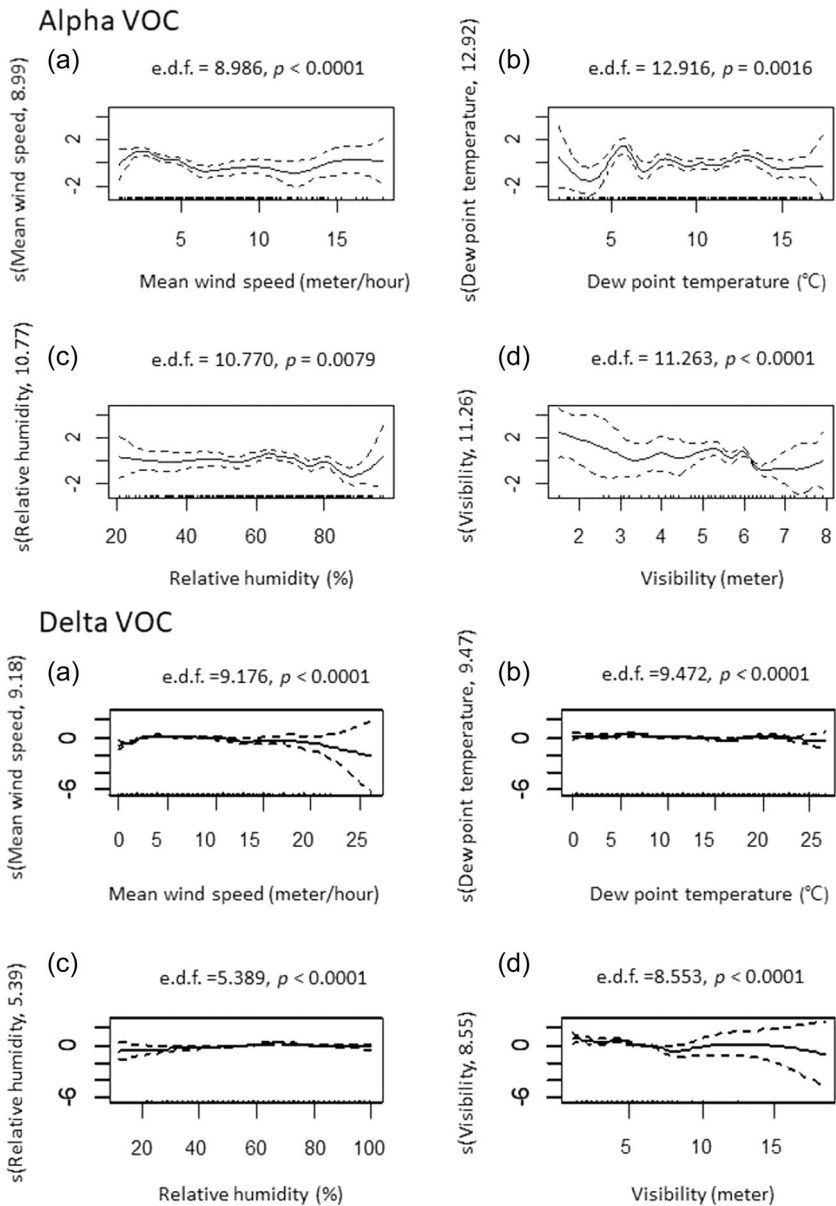 Alpha VOC
(a)
e.d.f. = 8.986, p < 0.0001
s(Mean wind speed, 8.99)
2
-2
5 10 15
Mean wind speed (meter/hour)
(b)
e.d.f. = 12.916, p = 0.0016
s(Dew point temperature, 12.92)
2
-2
5 10 15
Dew point temperature (℃)
(c)
e.d.f. = 10.770, p = 0.0079
s(Relative humidity, 10.77)
2
-2
20 40 60 80
Relative humidity (%)
(d)
e.d.f. = 11.263, p < 0.0001
s(Visibility, 11.26)
2
-2
2 3 4 5 6 7 8
Visibility (meter)
Delta VOC
(a)
e.d.f. =9.176, p < 0.0001
s(Mean wind speed, 9.18)
0
-6
0 5 10 15 20 25
Mean wind speed (meter/hour)
(b)
e.d.f. =9.472, p < 0.0001
s(Dew point temperature, 9.47)
0
-6
0 5 10 15 20 25
Dew point temperature (℃)
(c)
e.d.f. =5.389, p < 0.0001
s(Relative humidity, 5.39)
0
-6
20 40 60 80 100
Relative humidity (%)
(d)
e.d.f. =8.553, p < 0.0001
s(Visibility, 8.55)
0
-6
5 10 15
Visibility (meter)